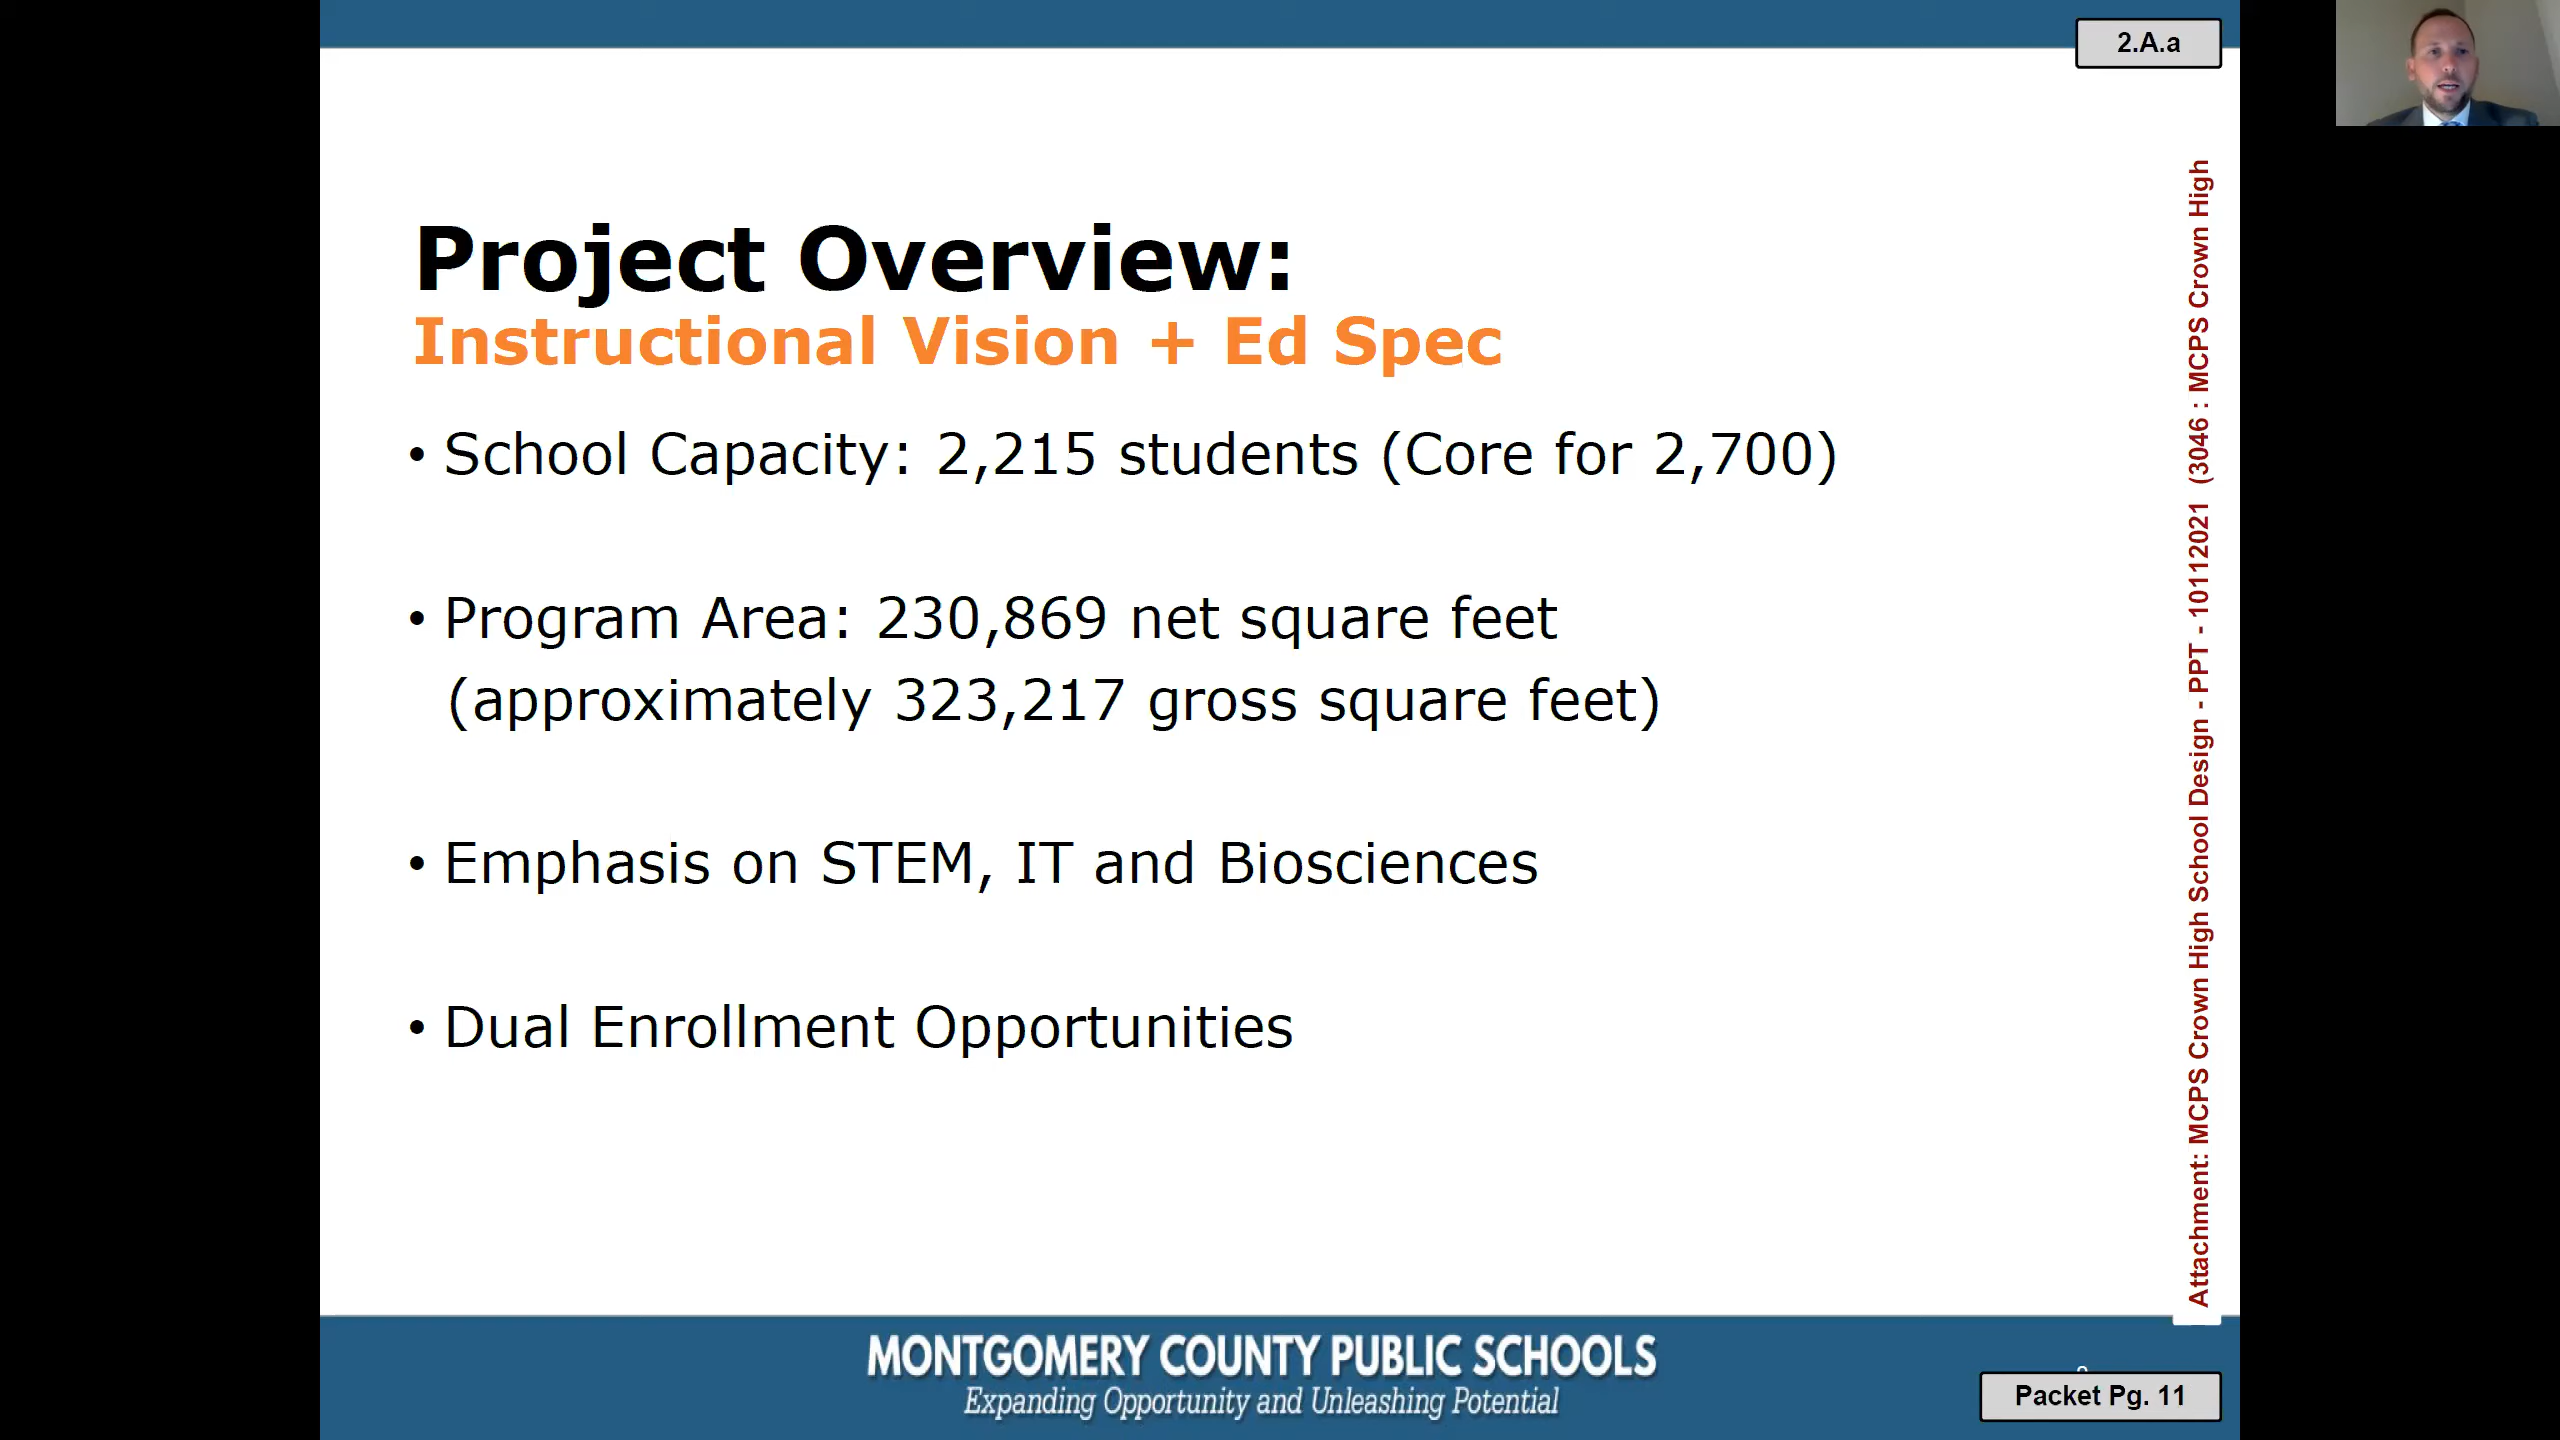 2.A.a
Project Overview:
Instructional Vision + Ed Spec
• School Capacity: 2,215 students (Core for 2,700)
• Program Area: 230,869 net square feet
(approximately 323,217 gross square feet)
• Emphasis on STEM, IT and Biosciences
• Dual Enrollment Opportunities
Attachment: MCPS Crown High School Design - PPT - 10112021 (3046 : MCPS Crown High
MONTGOMERY COUNTY PUBLIC SCHOOLS
Expanding Opportunity and Unleashing Potential
Packet Pg. 11